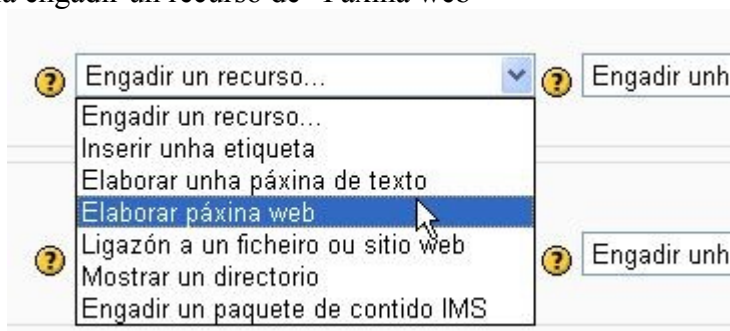 engadir un recurso de "Páxina web"
Engadir un recurso... Engadir unh
Engadir un recurso...
Inserir unha etiqueta
Elaborar unha páxina de texto
Elaborar páxina web
Ligazón a un ficheiro ou sitio web Engadir unh
Mostrar un directorio
Engadir un paquete de contido IMS